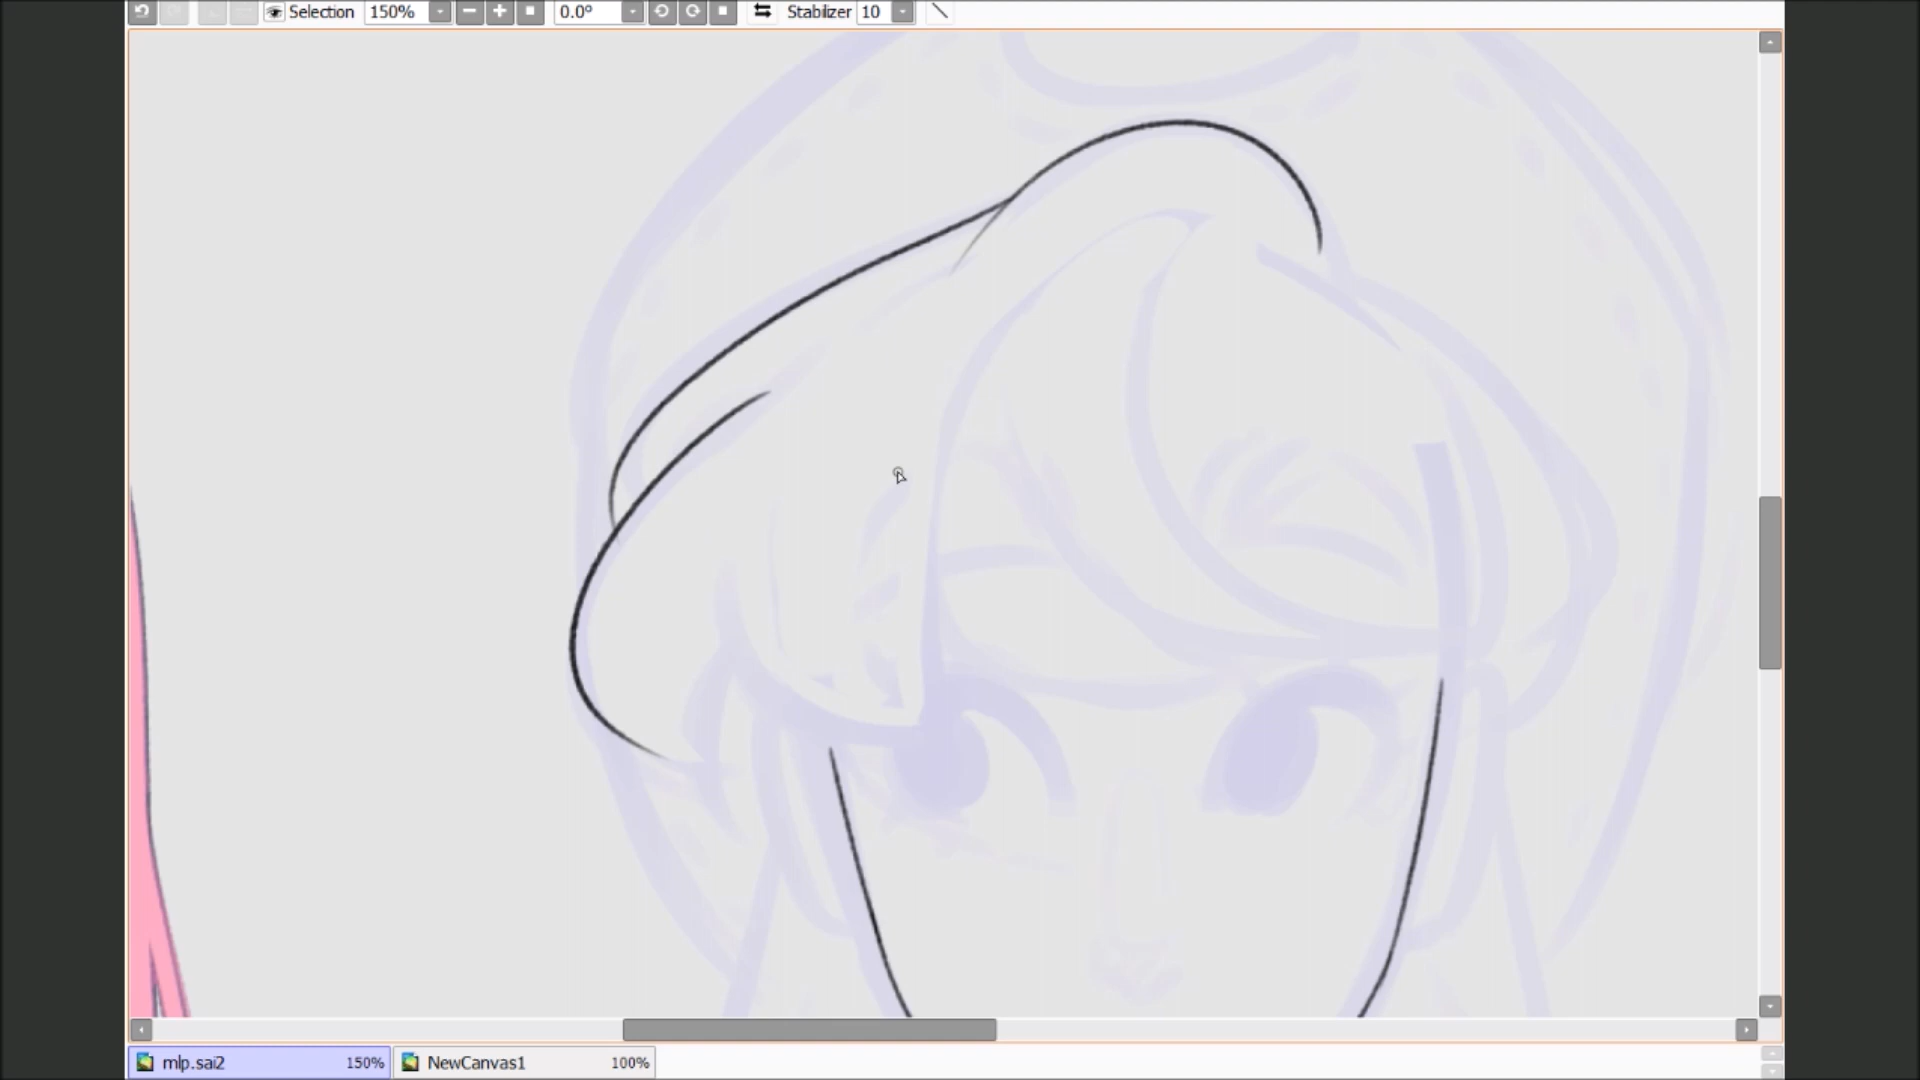 Selection 150% 0.0° Stabilizer 10
mlp.sai2 150% NewCanvas1 100%